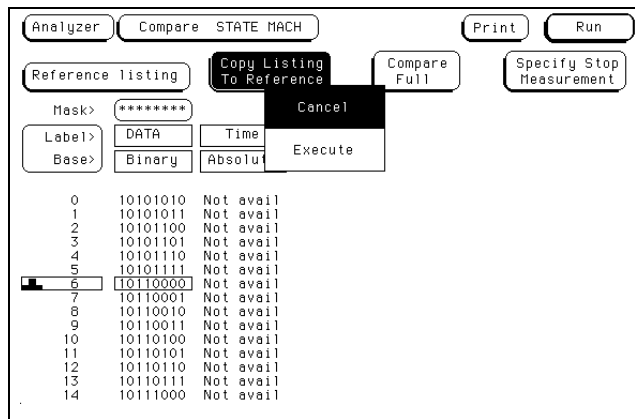 Analyzer Compare STATE MACH Print Run
Reference listing Copy Listing To Reference Compare Full Specify Stop Measurement
Cancel
Execute
Mask> ********
Label> DATA Time
Base> Binary Absolut
0 10101010 Not avail
1 10101011 Not avail
2 10101100 Not avail
3 10101101 Not avail
4 10101110 Not avail
5 10101111 Not avail
6 10110000 Not avail
7 10110001 Not avail
8 10110010 Not avail
9 10110011 Not avail
10 10110100 Not avail
11 10110101 Not avail
12 10110110 Not avail
13 10110111 Not avail
14 10111000 Not avail